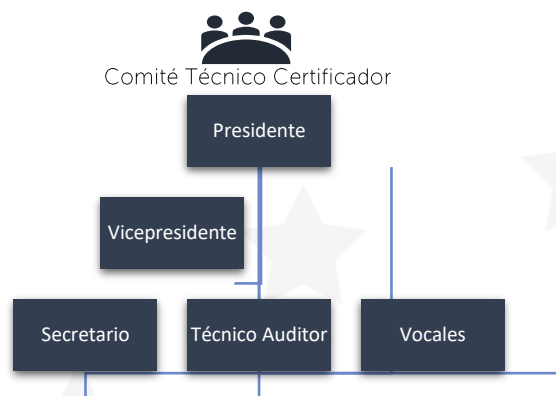 Comité Técnico Certificador
Presidente
Vicepresidente
Secretario
Técnico Auditor
Vocales